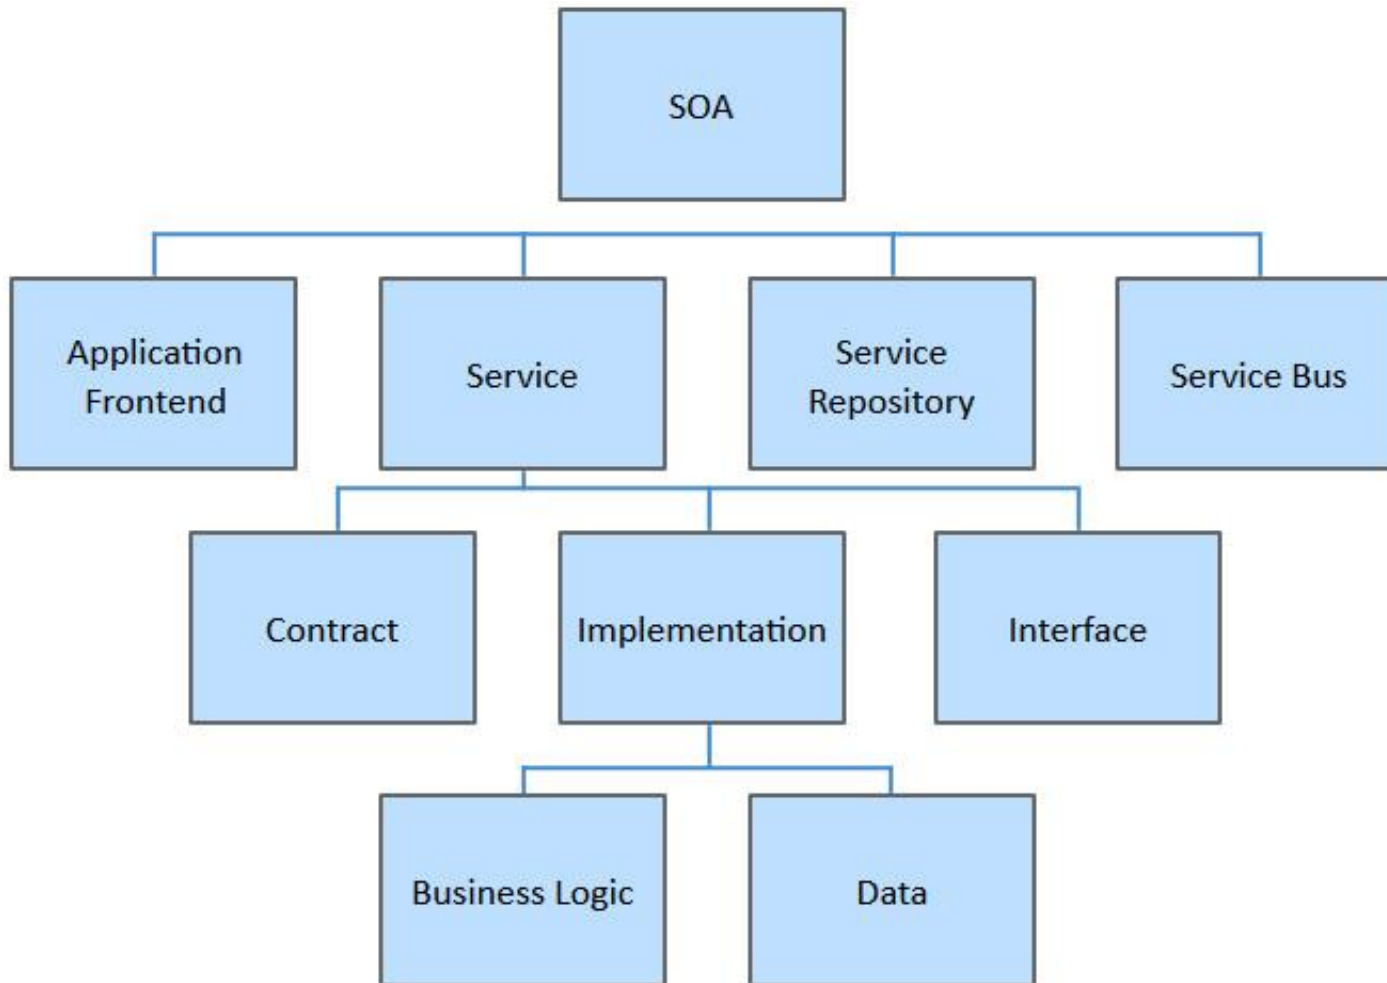 SOA
Application
Frontend
Service
Service
Repository
Service Bus
Contract
Implementation
Interface
Business Logic
Data